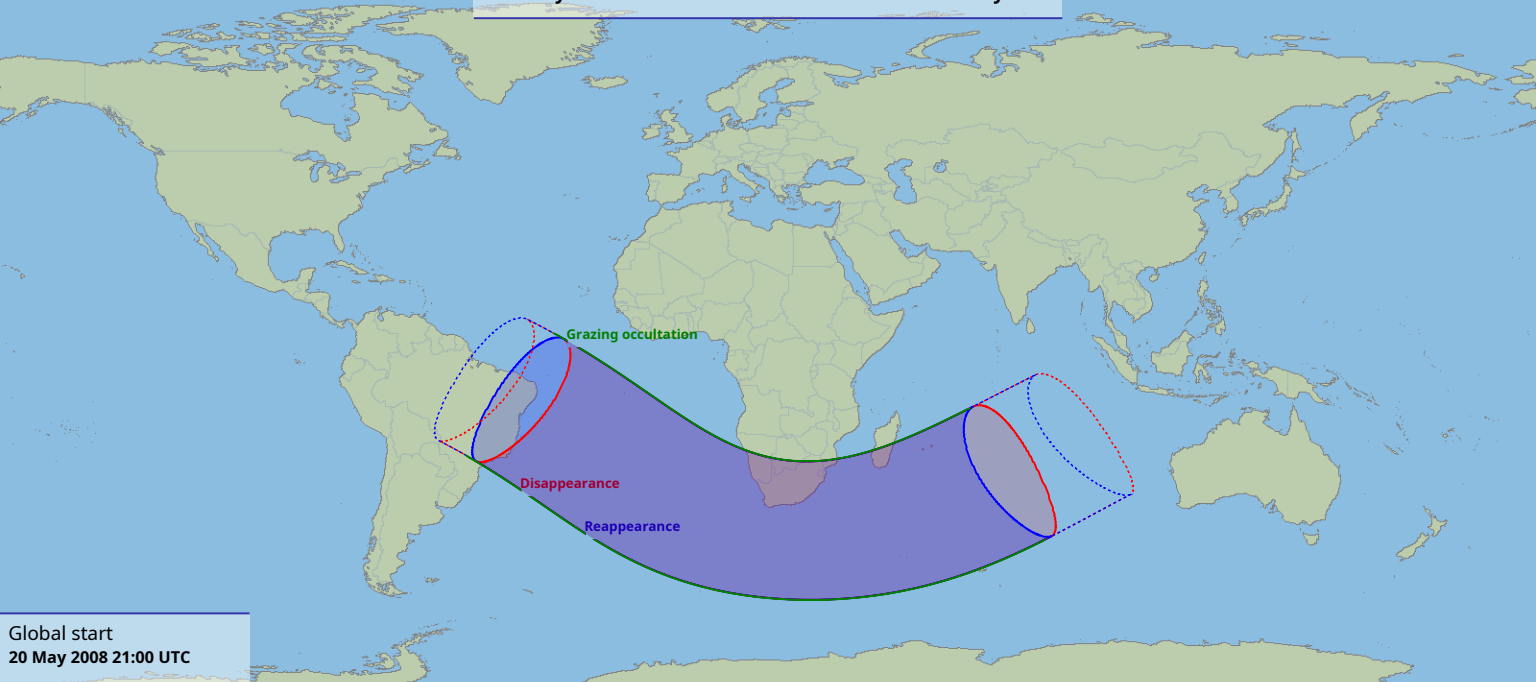 Grazing occultation
Disappearance
Reappearance
Global start
20 May 2008 21:00 UTC